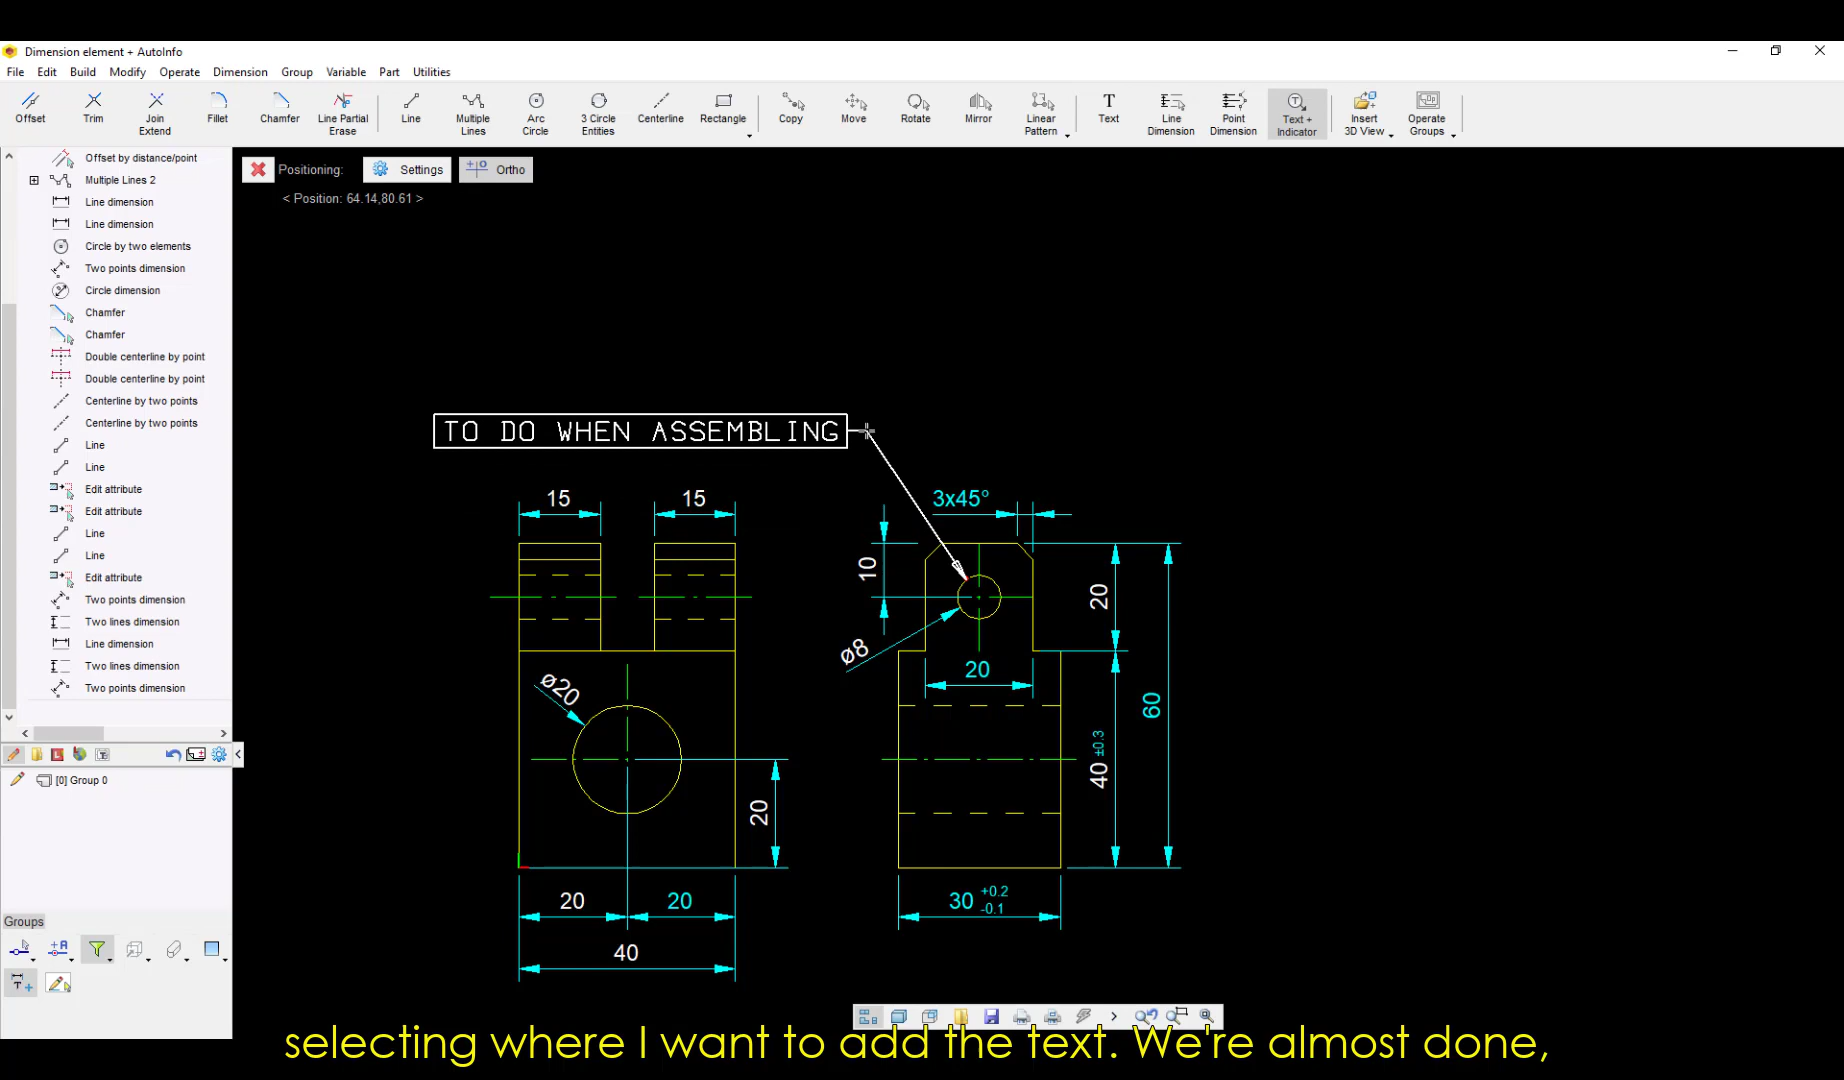 Dimension element + AutoInfo
File Edit Build Modify Operate Dimension Group Variable Part Utilities
Offset Trim Join Extend Fillet Chamfer Line Partial Erase Line Multiple Lines Arc Circle 3 Circle Entities Centerline Rectangle Copy Move Rotate Mirror Linear Pattern Text Line Dimension Point Dimension Text + Indicator Insert 3D View Operate Groups
Positioning: Settings Ortho
< Position: 64.14,80.61 >
Offset by distance/point
Multiple Lines 2
Line dimension
Line dimension
Circle by two elements
Two points dimension
Circle dimension
Chamfer
Chamfer
Double centerline by point
Double centerline by point
Centerline by two points
Centerline by two points
Line
Line
Edit attribute
Edit attribute
Line
Line
Edit attribute
Two points dimension
Two lines dimension
Line dimension
Two lines dimension
Two points dimension
[0] Group 0
Groups
TO DO WHEN ASSEMBLING
15 15 3x45°
10 20
ø8
20
ø20
60
40 ±0.3
20
20 20 30 +0.2 -0.1
40
selecting where I want to add the text. We're almost done,